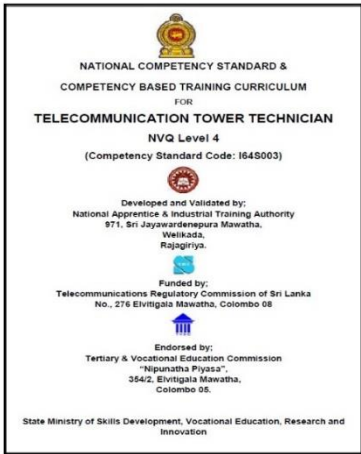 NATIONAL COMPETENCY STANDARD &
COMPETENCY BASED TRAINING CURRICULUM
FOR
TELECOMMUNICATION TOWER TECHNICIAN
NVQ Level 4
(Competency Standard Code: I64S003)
Developed and Validated by;
National Apprentice & Industrial Training Authority
971, Sri Jayawardenepura Mawatha,
Welikada,
Rajagiriya.
Funded by;
Telecommunications Regulatory Commission of Sri Lanka
No., 276 Elvitigala Mawatha, Colombo 08
Endorsed by;
Tertiary & Vocational Education Commission
"Nipunatha Piyasa",
354/2, Elvitigala Mawatha,
Colombo 05.
State Ministry of Skills Development, Vocational Education, Research and
Innovation